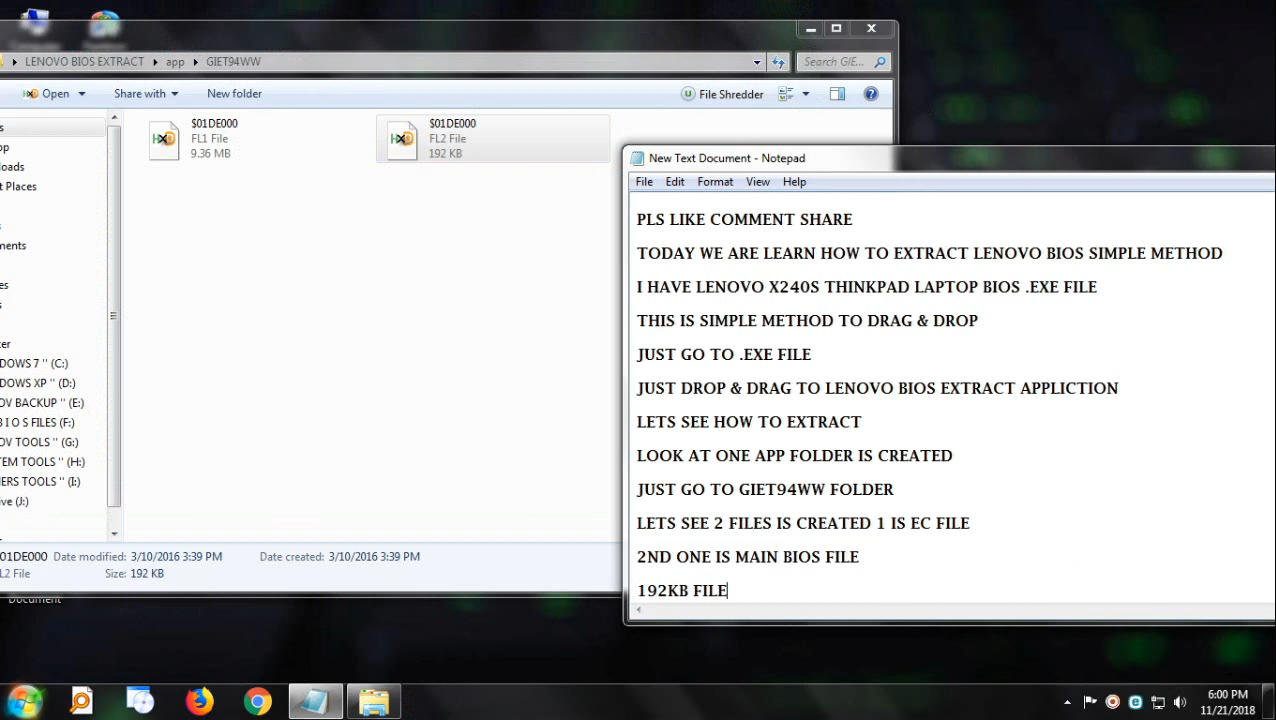 LENOVO BIOS EXTRACT
app
GIET94WW
Search GIE...
Open
Share with
New folder
File Shredder
$01DE000
FL1 File
9.36 MB
$01DE000
FL2 File
192 KB
s
op
loads
t Places
s
ments
es
s
ter
DOWS 7 " (C:)
DOWS XP " (D:)
OV BACKUP " (E:)
B I O S FILES (F:)
OV TOOLS " (G:)
TEM TOOLS " (H:)
HERS TOOLS " (I:)
ive (J:)
01DE000 Date modified: 3/10/2016 3:39 PM Date created: 3/10/2016 3:39 PM
L2 File Size: 192 KB
Document
New Text Document - Notepad
File Edit Format View Help
PLS LIKE COMMENT SHARE
TODAY WE ARE LEARN HOW TO EXTRACT LENOVO BIOS SIMPLE METHOD
I HAVE LENOVO X240S THINKPAD LAPTOP BIOS .EXE FILE
THIS IS SIMPLE METHOD TO DRAG & DROP
JUST GO TO .EXE FILE
JUST DROP & DRAG TO LENOVO BIOS EXTRACT APPLICTION
LETS SEE HOW TO EXTRACT
LOOK AT ONE APP FOLDER IS CREATED
JUST GO TO GIET94WW FOLDER
LETS SEE 2 FILES IS CREATED 1 IS EC FILE
2ND ONE IS MAIN BIOS FILE
192KB FILE
6:00 PM
11/21/2018